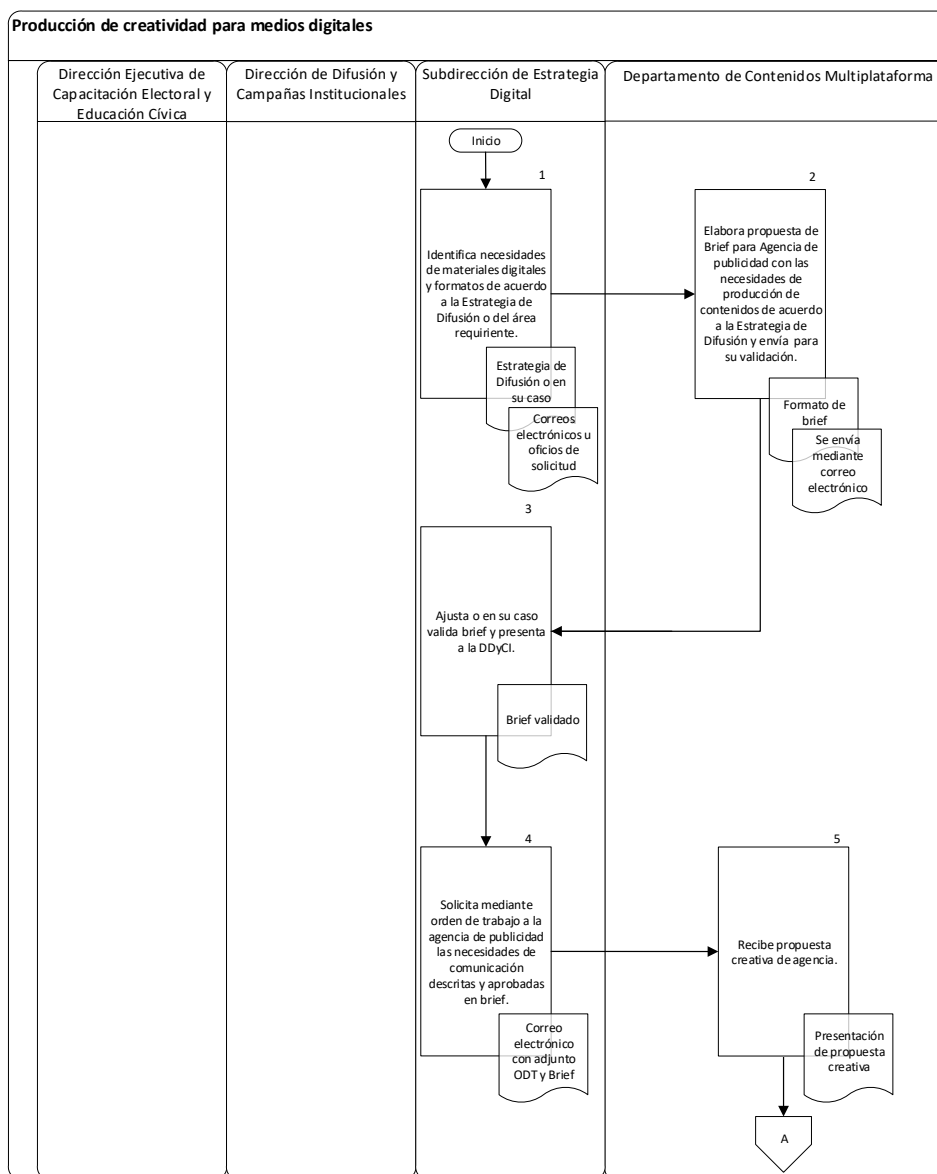 Producción de creatividad para medios digitales
Dirección Ejecutiva de
Capacitación Electoral y
Educación Cívica
Dirección de Difusión y
Campañas Institucionales
Subdirección de Estrategia
Digital
Departamento de Contenidos Multiplataforma
Inicio
1
Identifica necesidades
de materiales digitales
y formatos de acuerdo
a la Estrategia de
Difusión o del área
requiriente.
Estrategia de
Difusión o en
su caso
Correos
electrónicos u
oficios de
solicitud
2
Elabora propuesta de
Brief para Agencia de
publicidad con las
necesidades de
producción de
contenidos de acuerdo
a la Estrategia de
Difusión y envía para
su validación.
Formato de
brief
Se envía
mediante
correo
electrónico
3
Ajusta o en su caso
valida brief y presenta
a la DDyCI.
Brief validado
4
Solicita mediante
orden de trabajo a la
agencia de publicidad
las necesidades de
comunicación
descritas y aprobadas
en brief.
Correo
electrónico
con adjunto
ODT y Brief
5
Recibe propuesta
creativa de agencia.
Presentación
de propuesta
creativa
A